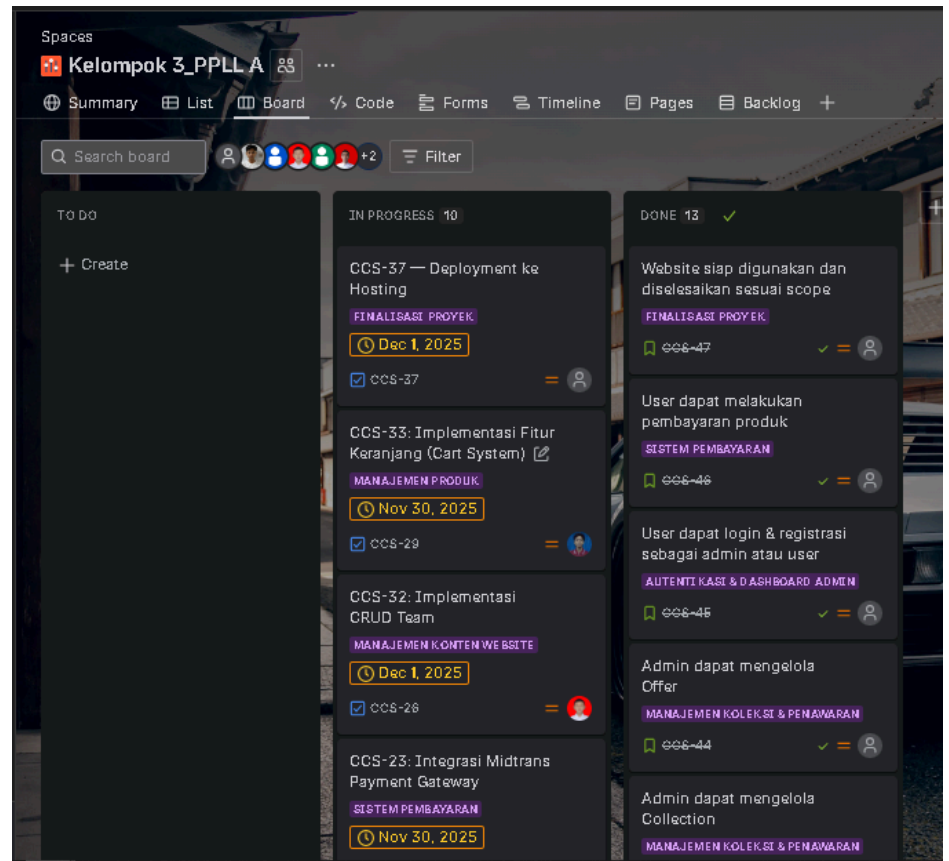 Spaces
Kelompok 3_PPLL A
Summary List Board Code Forms Timeline Pages Backlog
Search board +2 Filter
TO DO
Create
IN PROGRESS 10
CCS-37 — Deployment ke
Hosting
FINALISASI PROYEK
Dec 1, 2025
CCS-37
CCS-33: Implementasi Fitur
Keranjang (Cart System)
MANAJEMEN PRODUK
Nov 30, 2025
CCS-29
CCS-32: Implementasi
CRUD Team
MANAJEMEN KONTEN WEBSITE
Dec 1, 2025
CCS-28
CCS-23: Integrasi Midtrans
Payment Gateway
SISTEM PEMBAYARAN
Nov 30, 2025
DONE 13
Website siap digunakan dan
diselesaikan sesuai scope
FINALISASI PROYEK
CCS-47
User dapat melakukan
pembayaran produk
SISTEM PEMBAYARAN
CCS-46
User dapat login & registrasi
sebagai admin atau user
AUTENTIKASI & DASHBOARD ADMIN
CCS-45
Admin dapat mengelola
Offer
MANAJEMEN KOLEKSI & PENAWARAN
CCS-44
Admin dapat mengelola
Collection
MANAJEMEN KOLEKSI & PENAWARAN